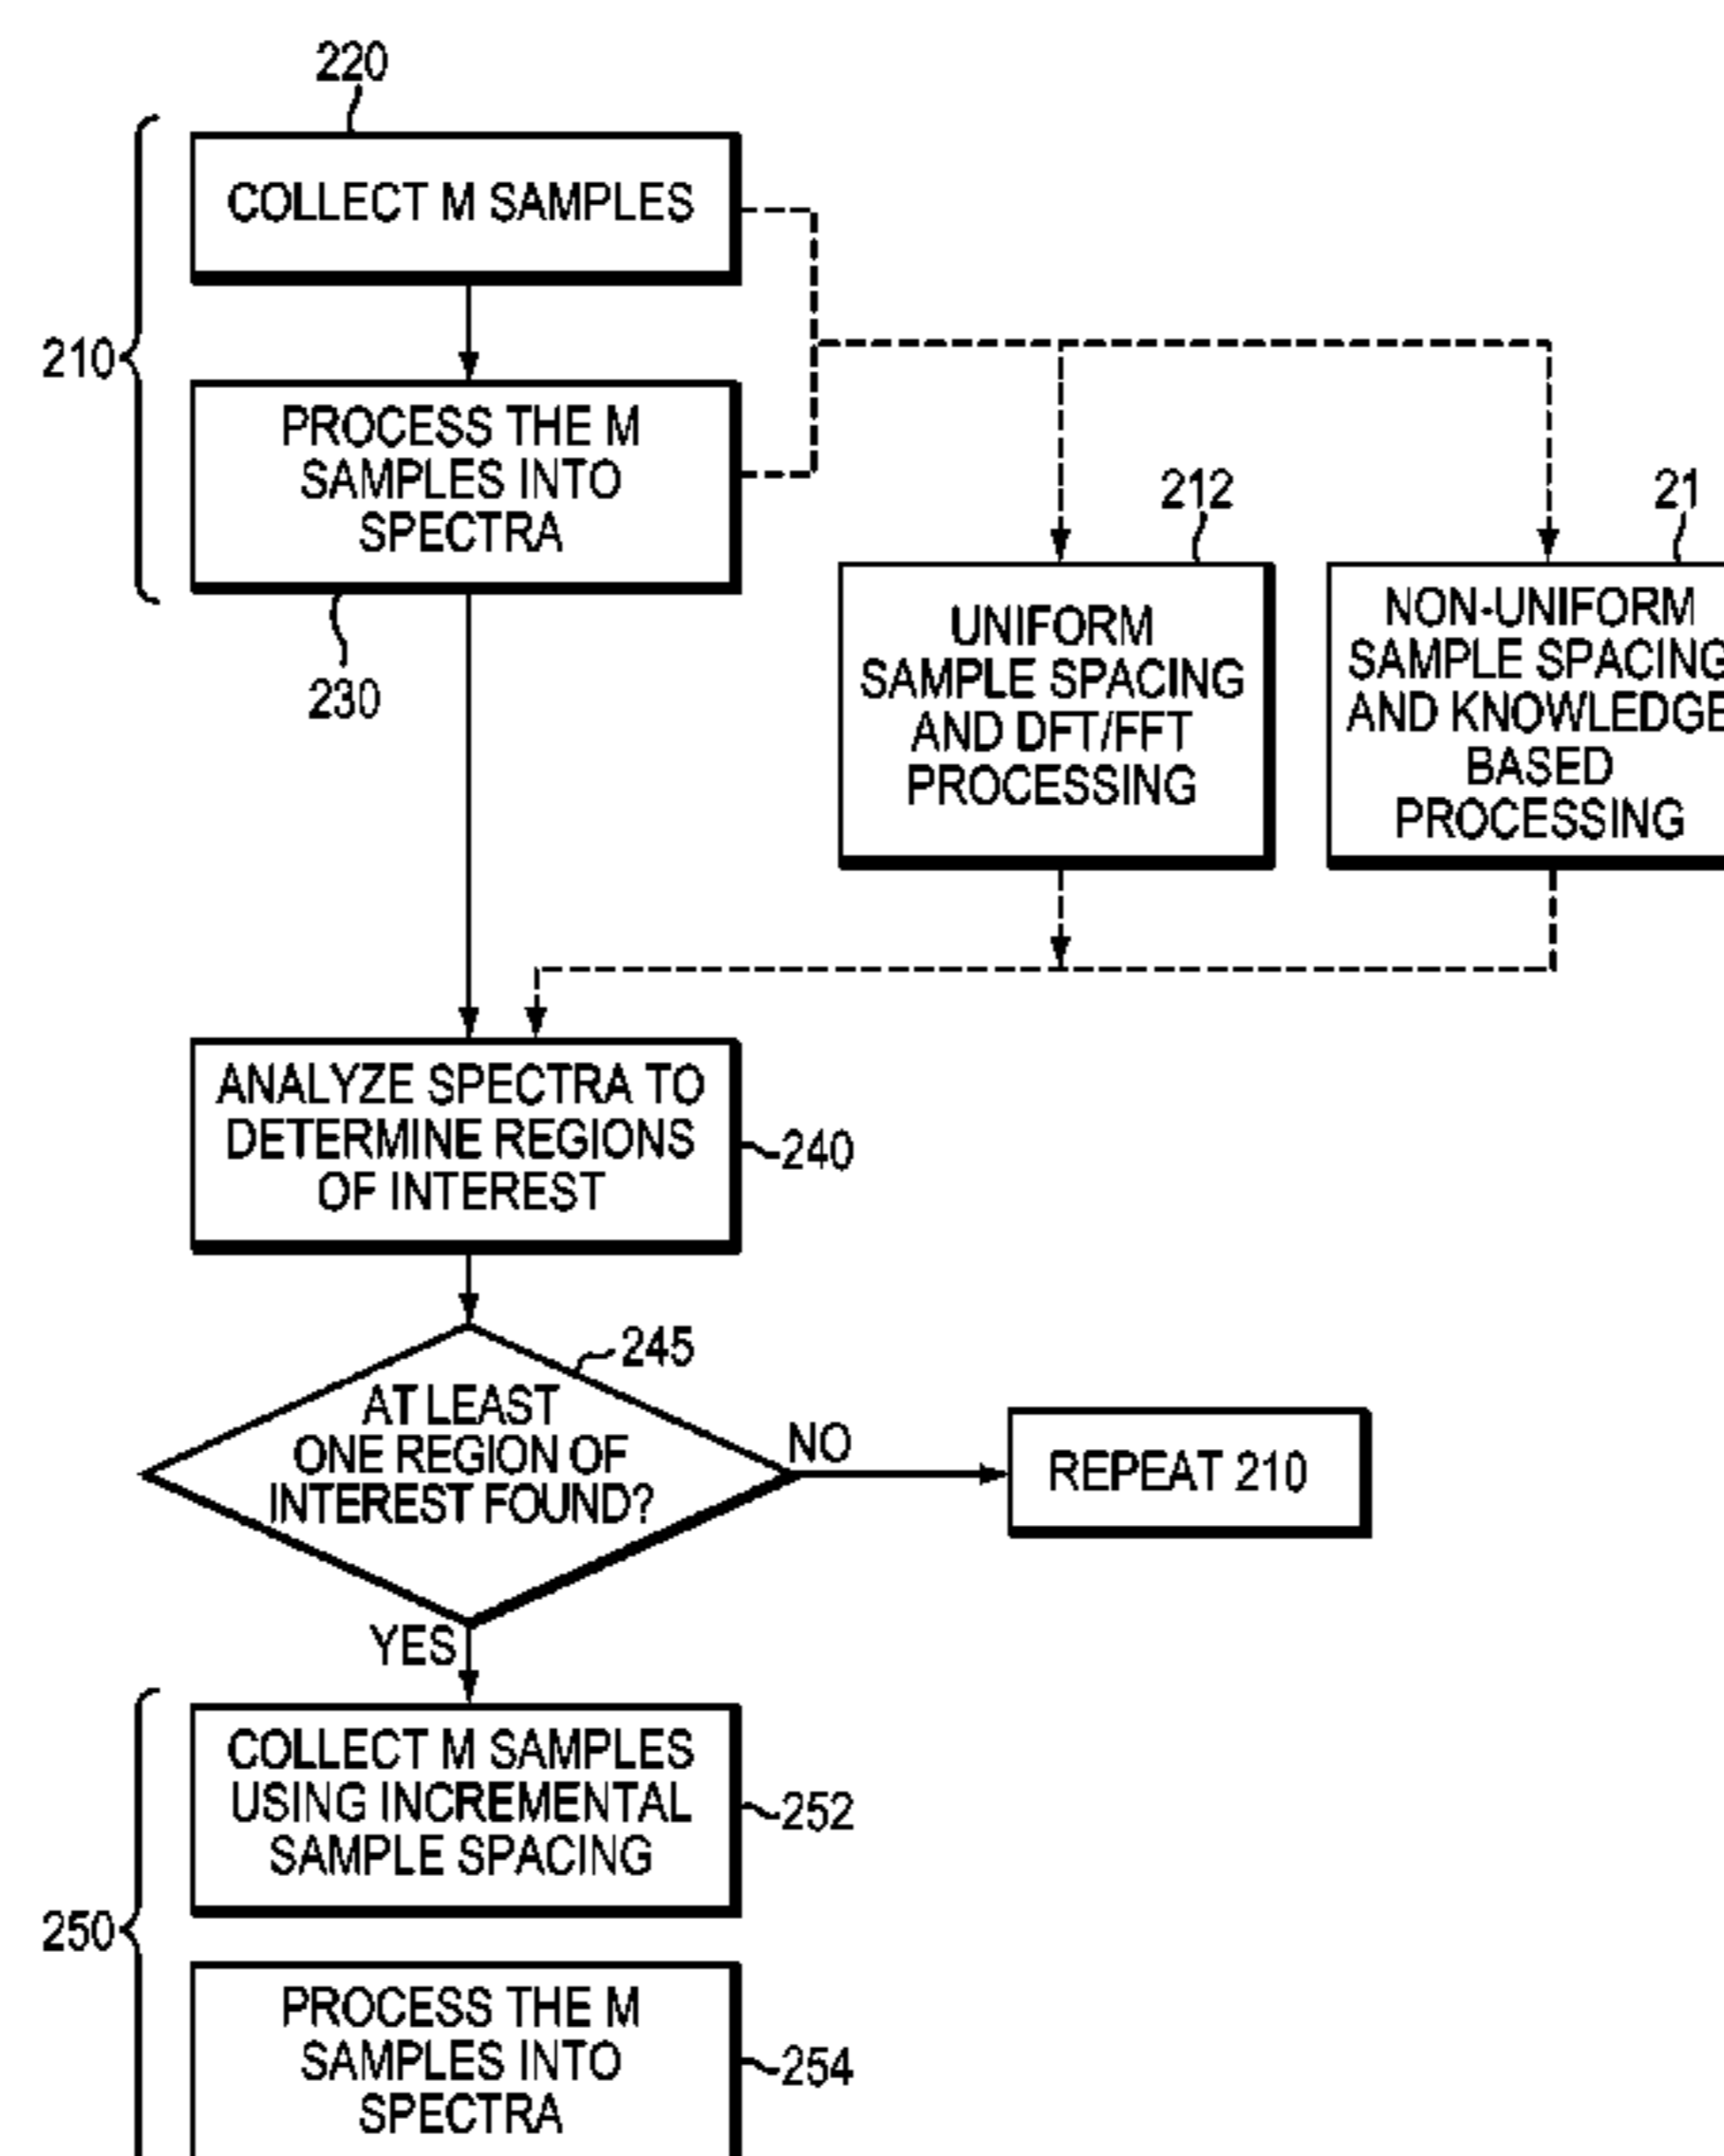 220
COLLECT M SAMPLES
210
PROCESS THE M
SAMPLES INTO
SPECTRA
230
212
UNIFORM
SAMPLE SPACING
AND DFT/FFT
PROCESSING
21
NON-UNIFORM
SAMPLE SPACING
AND KNOWLEDGE
BASED
PROCESSING
ANALYZE SPECTRA TO
DETERMINE REGIONS
OF INTEREST
240
245
AT LEAST
ONE REGION OF
INTEREST FOUND?
NO
REPEAT 210
YES
COLLECT M SAMPLES
USING INCREMENTAL
SAMPLE SPACING
252
250
PROCESS THE M
SAMPLES INTO
SPECTRA
254